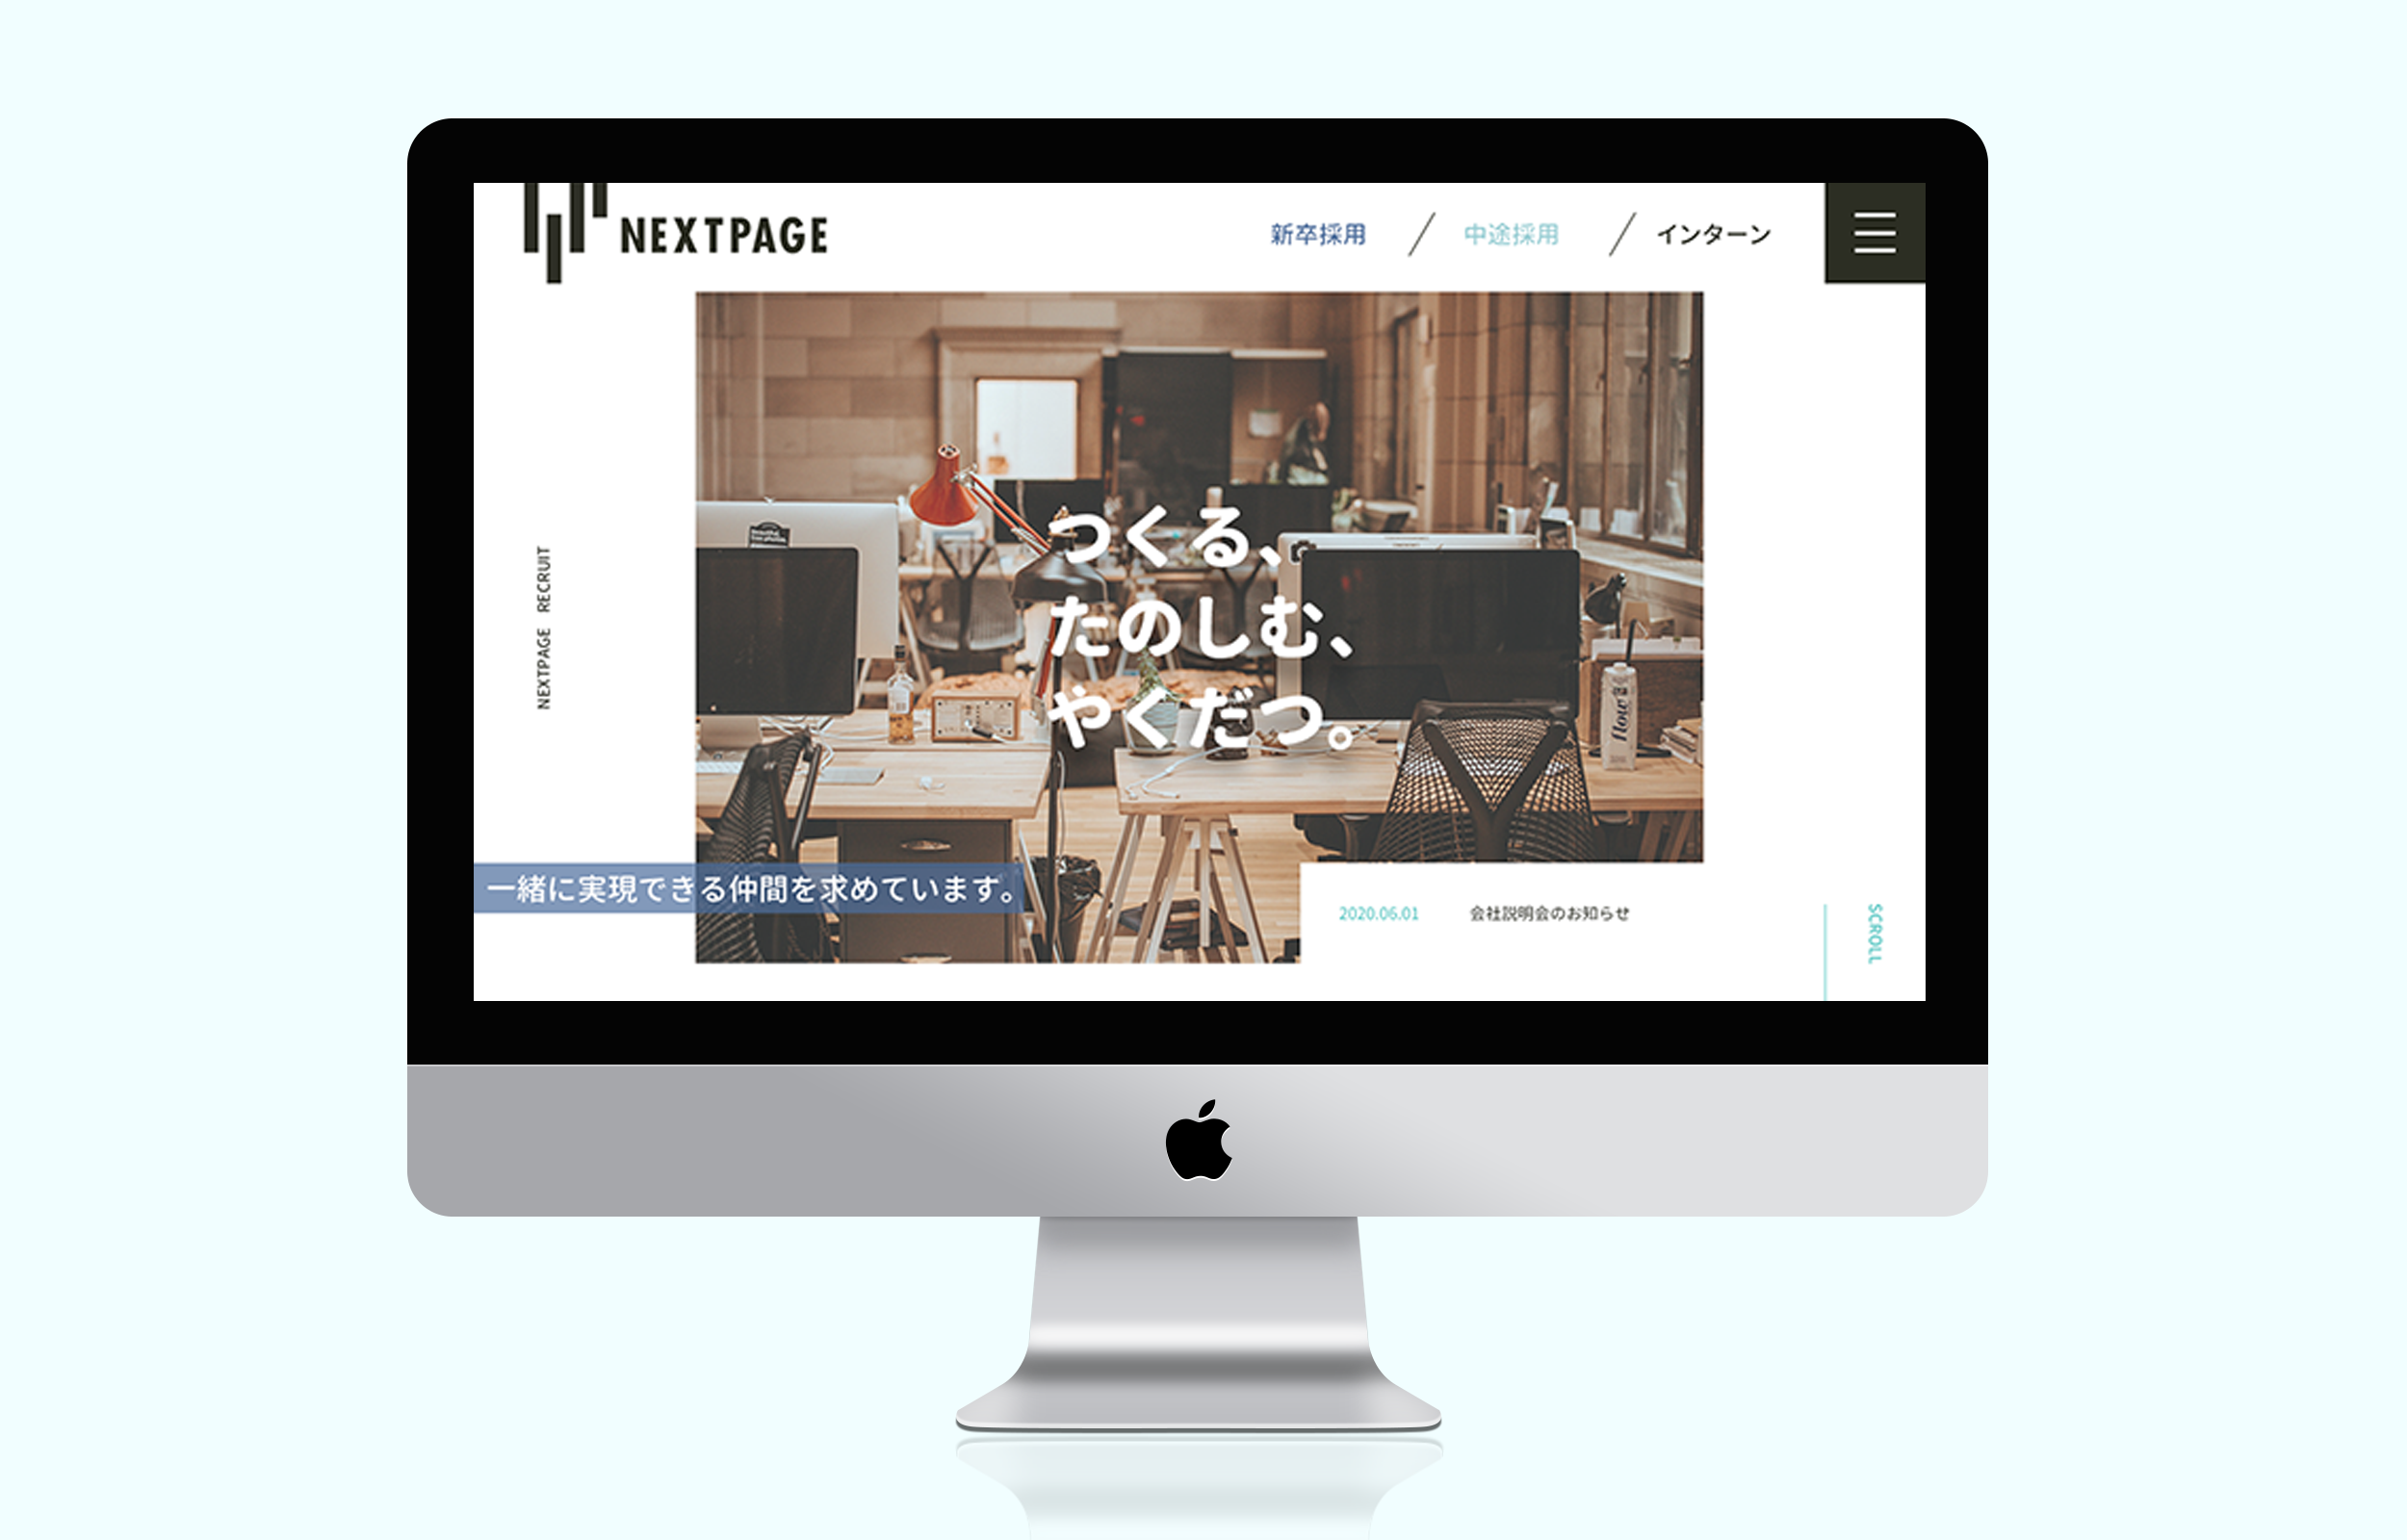 NEXTPAGE
新卒採用 / 中途採用 / インターン
つくる、
たのしむ、
やくだつ。
NEXTPAGE RECRUIT
flow
一緒に実現できる仲間を求めています。
2020.06.01 会社説明会のお知らせ
SCROLL